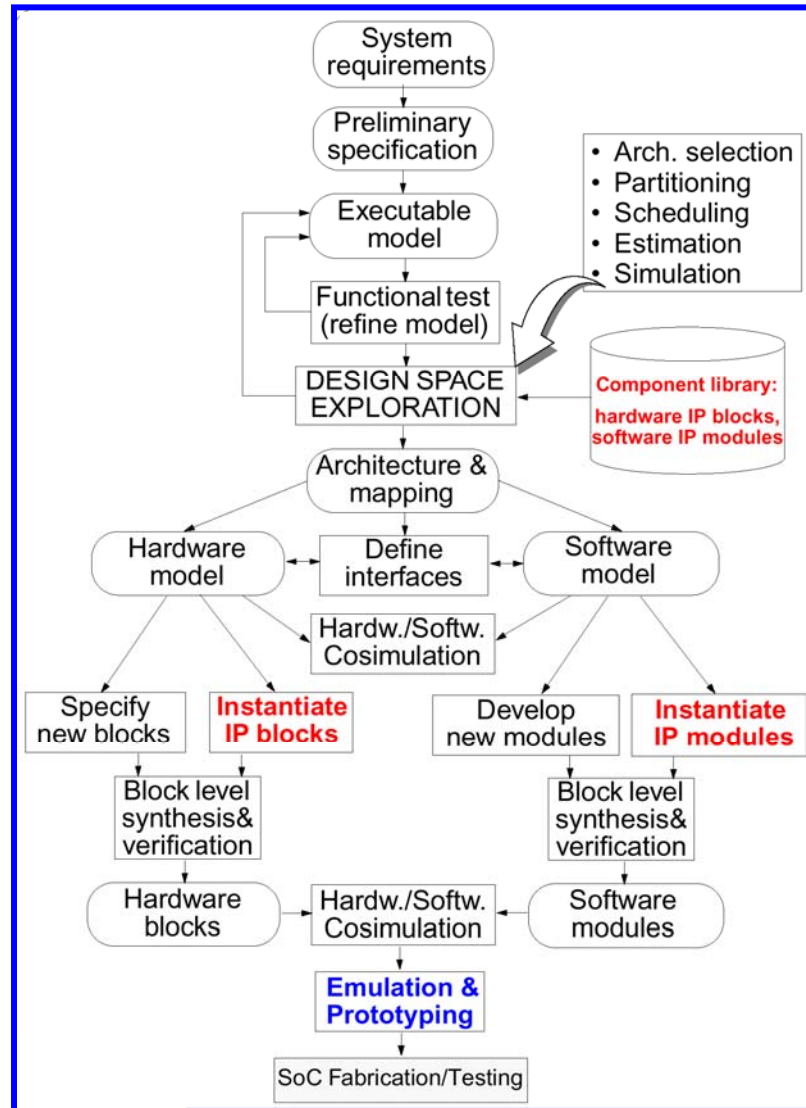 System
requirements
Preliminary
specification
• Arch. selection
• Partitioning
• Scheduling
• Estimation
• Simulation
Executable
model
Functional test
(refine model)
DESIGN SPACE
EXPLORATION
Component library:
hardware IP blocks,
software IP modules
Architecture &
mapping
Hardware
model
Define
interfaces
Software
model
Hardw./Softw.
Cosimulation
Specify
new blocks
Instantiate
IP blocks
Develop
new modules
Instantiate
IP modules
Block level
synthesis&
verification
Block level
synthesis&
verification
Hardware
blocks
Hardw./Softw.
Cosimulation
Software
modules
Emulation &
Prototyping
SoC Fabrication/Testing